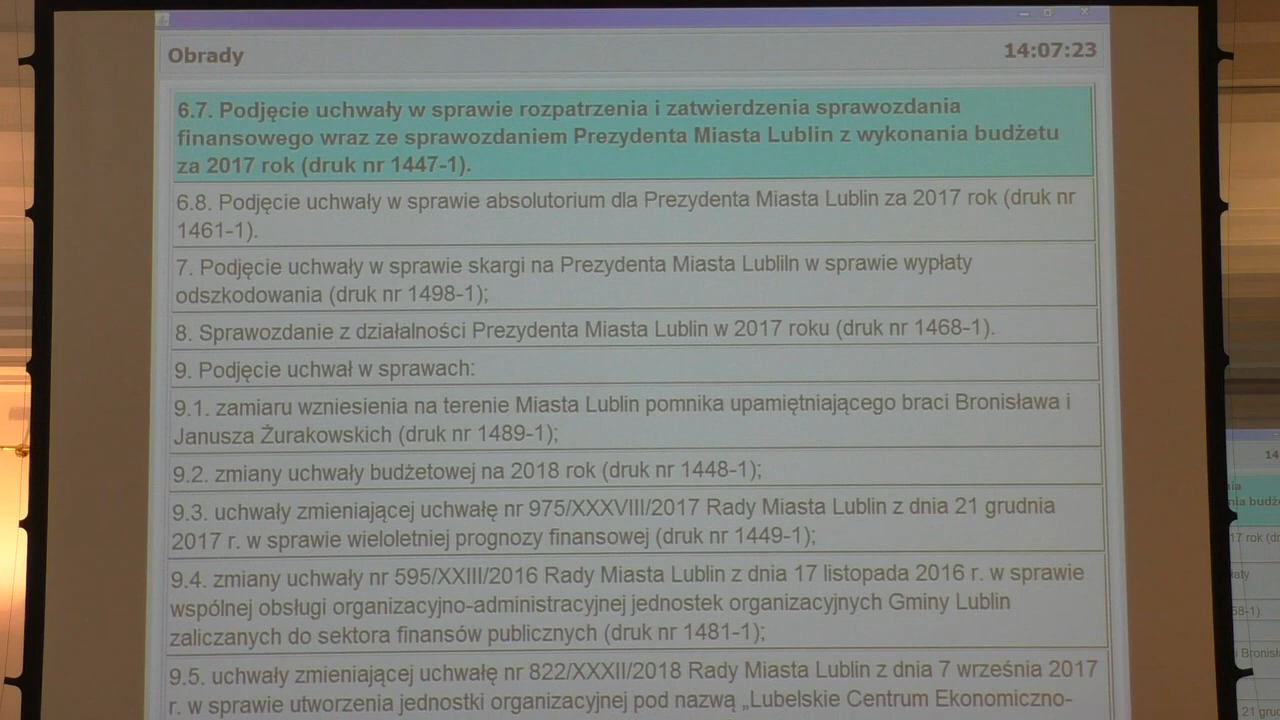 Obrady
14:07:23
6.7. Podjęcie uchwały w sprawie rozpatrzenia i zatwierdzenia sprawozdania
finansowego wraz ze sprawozdaniem Prezydenta Miasta Lublin z wykonania budżetu
za 2017 rok (druk nr 1447-1).
6.8. Podjęcie uchwały w sprawie absolutorium dla Prezydenta Miasta Lublin za 2017 rok (druk nr
1461-1).
7. Podjęcie uchwały w sprawie skargi na Prezydenta Miasta Lubliln w sprawie wypłaty
odszkodowania (druk nr 1498-1);
8. Sprawozdanie z działalności Prezydenta Miasta Lublin w 2017 roku (druk nr 1468-1).
9. Podjęcie uchwał w sprawach:
9.1. zamiaru wzniesienia na terenie Miasta Lublin pomnika upamiętniającego braci Bronisława i
Janusza Żurakowskich (druk nr 1489-1);
9.2. zmiany uchwały budżetowej na 2018 rok (druk nr 1448-1);
9.3. uchwały zmieniającej uchwałę nr 975/XXXVIII/2017 Rady Miasta Lublin z dnia 21 grudnia
2017 r. w sprawie wieloletniej prognozy finansowej (druk nr 1449-1);
9.4. zmiany uchwały nr 595/XXIII/2016 Rady Miasta Lublin z dnia 17 listopada 2016 r. w sprawie
wspólnej obsługi organizacyjno-administracyjnej jednostek organizacyjnych Gminy Lublin
zaliczanych do sektora finansów publicznych (druk nr 1481-1);
9.5. uchwały zmieniającej uchwałę nr 822/XXXII/2018 Rady Miasta Lublin z dnia 7 września 2017
r. w sprawie utworzenia jednostki organizacyjnej pod nazwą „Lubelskie Centrum Ekonomiczno-